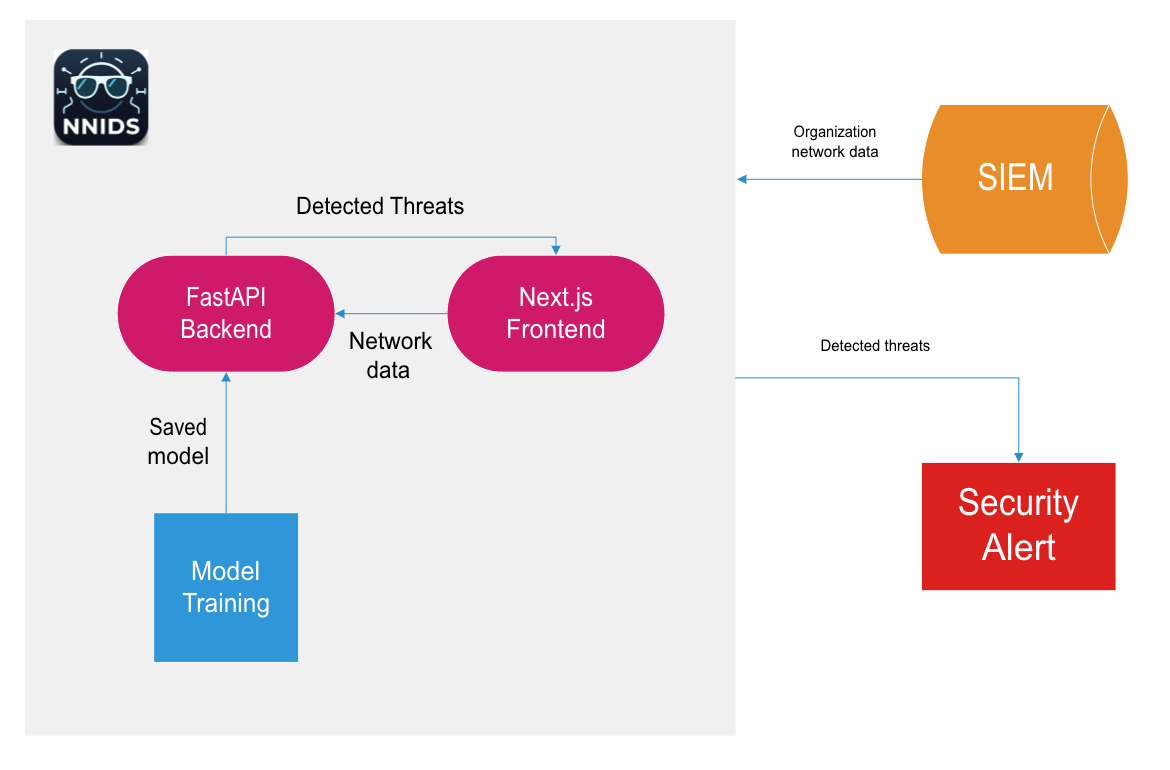 NNIDS
Organization
network data
SIEM
Detected Threats
FastAPI
Backend
Next.js
Frontend
Network
data
Detected threats
Saved
model
Security
Alert
Model
Training